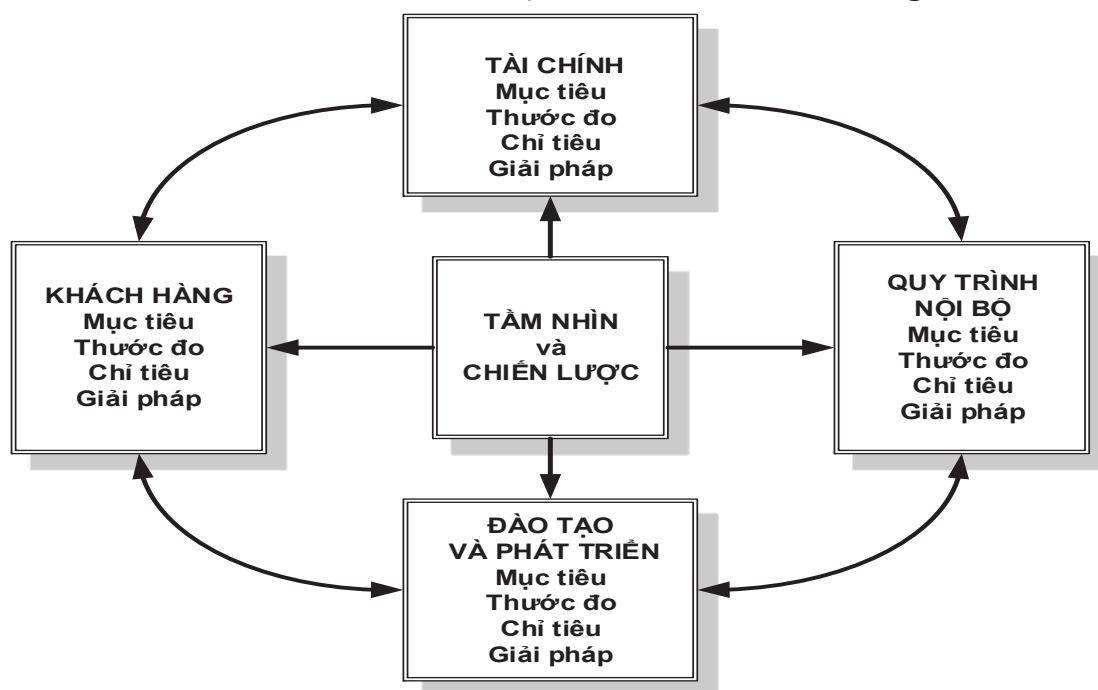 TÀI CHÍNH
Mục tiêu
Thước đo
Chỉ tiêu
Giải pháp
KHÁCH HÀNG
Mục tiêu
Thước đo
Chỉ tiêu
Giải pháp
TẦM NHÌN
và
CHIẾN LƯỢC
QUY TRÌNH
NỘI BỘ
Mục tiêu
Thước đo
Chỉ tiêu
Giải pháp
ĐÀO TẠO
VÀ PHÁT TRIỂN
Mục tiêu
Thước đo
Chỉ tiêu
Giải pháp